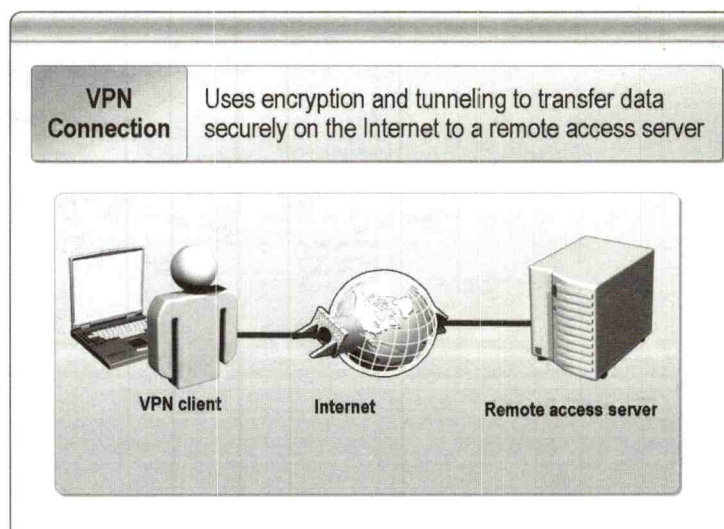 VPN
Connection
Uses encryption and tunneling to transfer data
securely on the Internet to a remote access server
VPN client
Internet
Remote access server